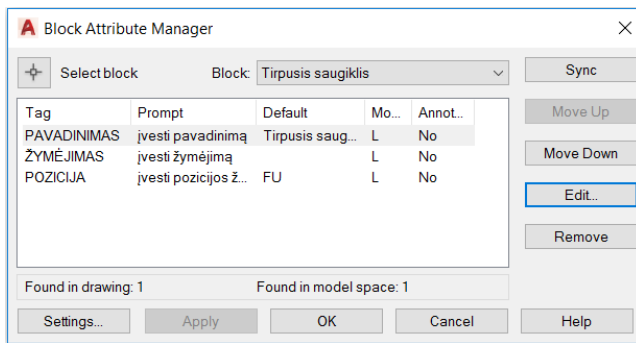 Block Attribute Manager
Select block Block: Tirpusis saugiklis Sync
Tag Prompt Default Mo... Annot... Move Up
PAVADINIMAS įvesti pavadinimą Tirpusis saug... L No
ŽYMĖJIMAS įvesti žymėjimą L No Move Down
POZICIJA įvesti pozicijos ž... FU L No
Edit...
Remove
Found in drawing: 1 Found in model space: 1
Settings... Apply OK Cancel Help